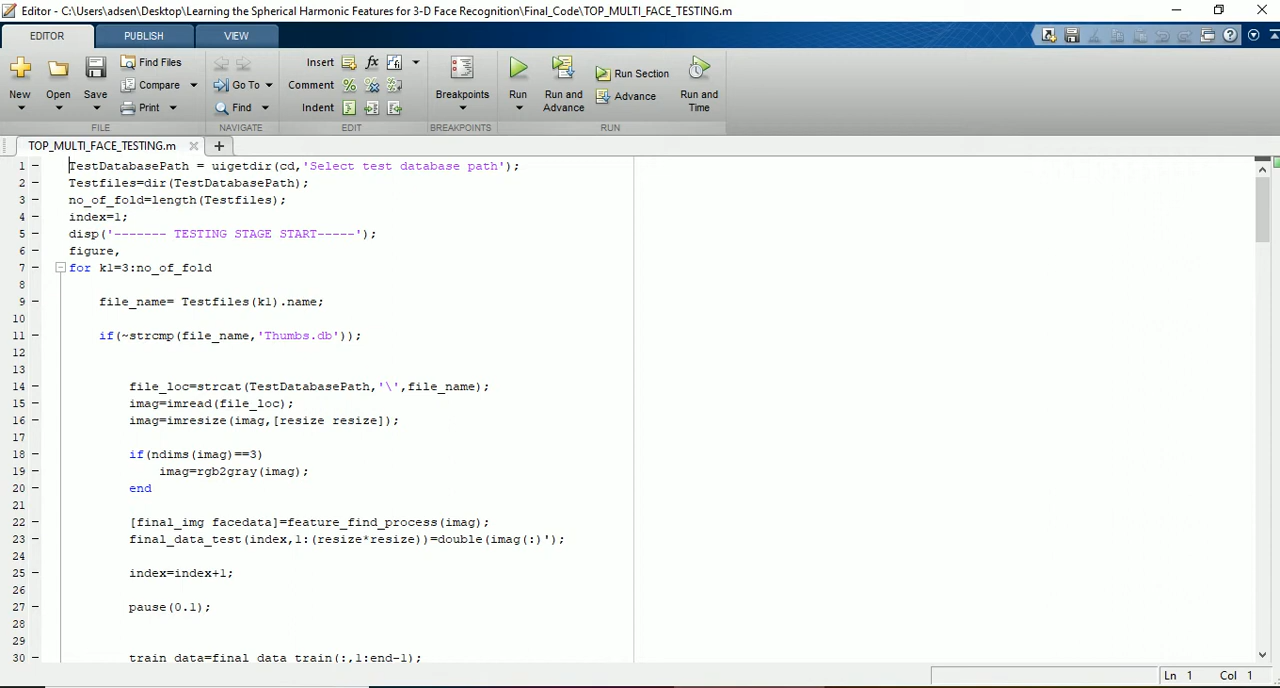 Editor - C:\Users\adsen\Desktop\Learning the Spherical Harmonic Features for 3-D Face Recognition\Final_Code\TOP_MULTI_FACE_TESTING.m
EDITOR PUBLISH VIEW
New Open Save Find Files Compare Print
Go To Find
Insert Comment Indent
Breakpoints
Run Run and Advance Run Section Advance Run and Time
FILE NAVIGATE EDIT BREAKPOINTS RUN
TOP_MULTI_FACE_TESTING.m
1 TestDatabasePath = uigetdir(cd,'Select test database path');
2 Testfiles=dir(TestDatabasePath);
3 no_of_fold=length(Testfiles);
4 index=1;
5 disp('------- TESTING STAGE START-----');
6 figure,
7 for kl=3:no_of_fold
8
9 file_name= Testfiles(kl).name;
10
11 if(~strcmp(file_name,'Thumbs.db'));
12
13
14 file_loc=strcat(TestDatabasePath,'\',file_name);
15 imag=imread(file_loc);
16 imag=imresize(imag,[resize resize]);
17
18 if(ndims(imag)==3)
19 imag=rgb2gray(imag);
20 end
21
22 [final_img facedata]=feature_find_process(imag);
23 final_data_test(index,1:(resize*resize))=double(imag(:)');
24
25 index=index+1;
26
27 pause(0.1);
28
29
30 train_data=final_data_train(:,1:end-1);
Ln 1 Col 1